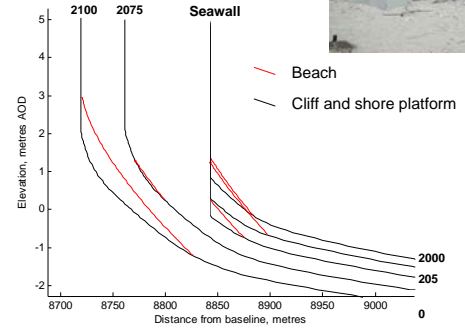 2100 2075 Seawall
5
4
3
2
1
0
-1
-2
Elevation, metres AOD
Beach
Cliff and shore platform
2000
205
0
8700 8750 8800 8850 8900 8950 9000
Distance from baseline, metres